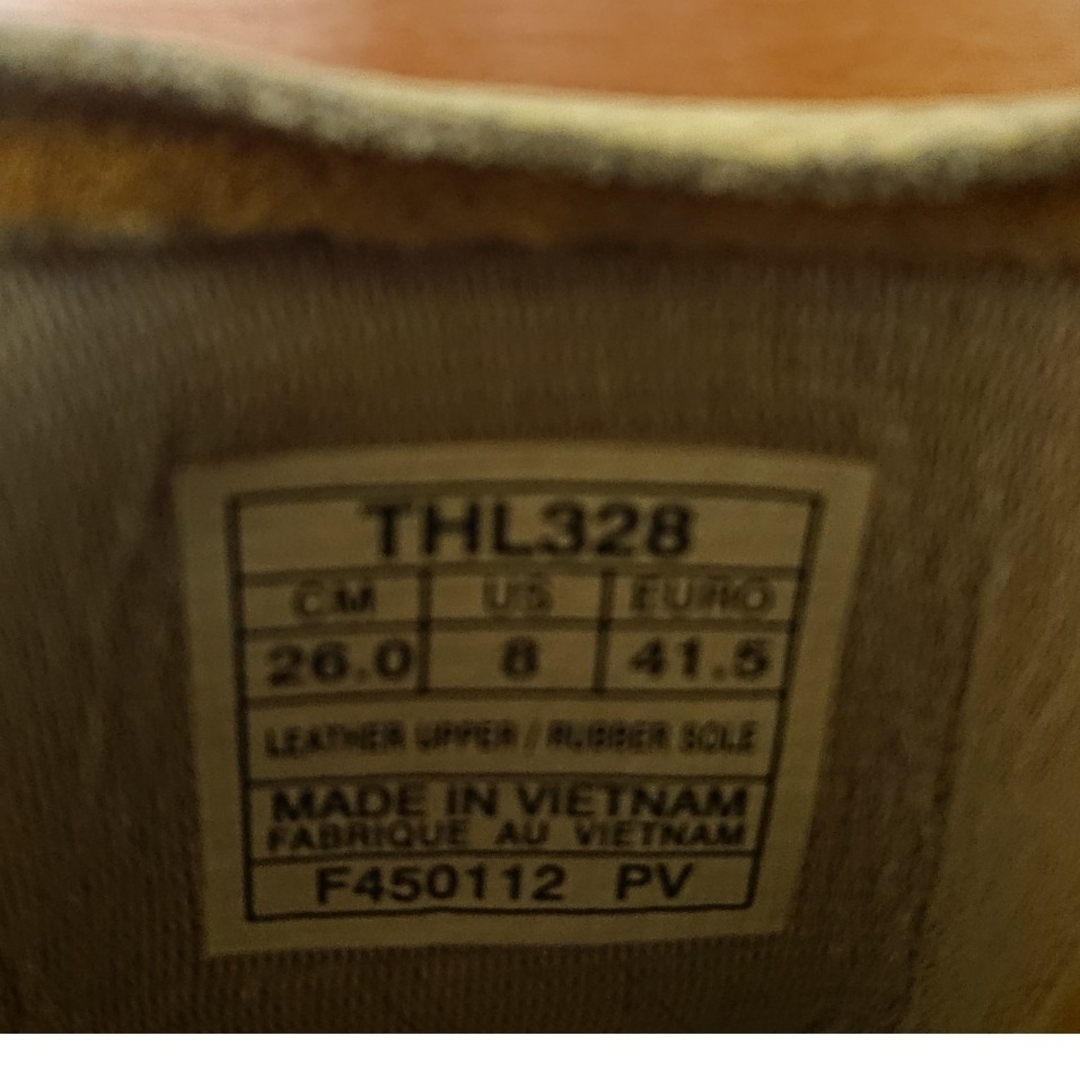 THL328
CM US EURO
26.0 8 41.5
LEATHER UPPER / RUBBER SOLE
MADE IN VIETNAM
FABRIQUE AU VIETNAM
F450112 PV